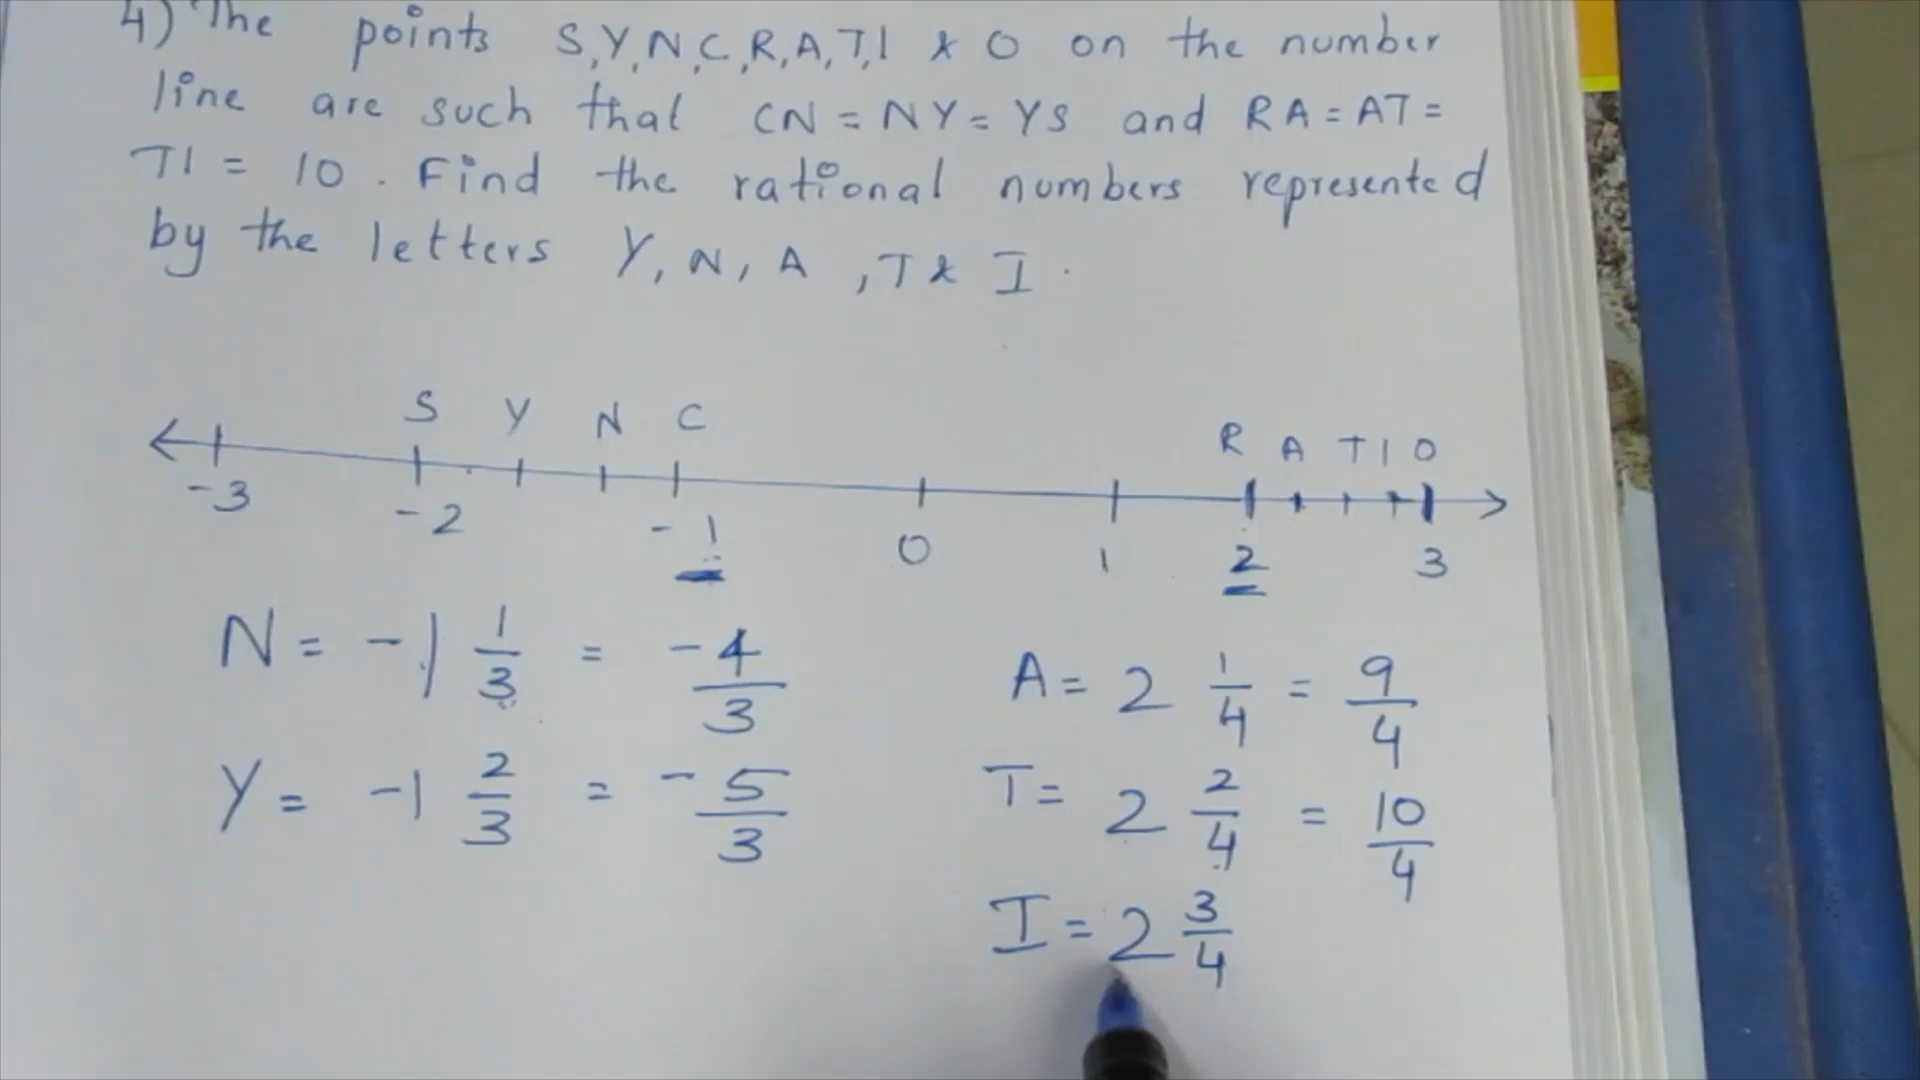 4) The points S,Y,N,C,R,A,T,I & O on the number
line are such that CN = NY = YS and RA = AT =
TI = IO. Find the rational numbers represented
by the letters Y, N, A, T & I.
S Y N C R A T I O
-3 -2 -1 0 1 2 3
N = -1 1/3 = -4/3
A = 2 1/4 = 9/4
Y = -1 2/3 = -5/3
T = 2 2/4 = 10/4
I = 2 3/4